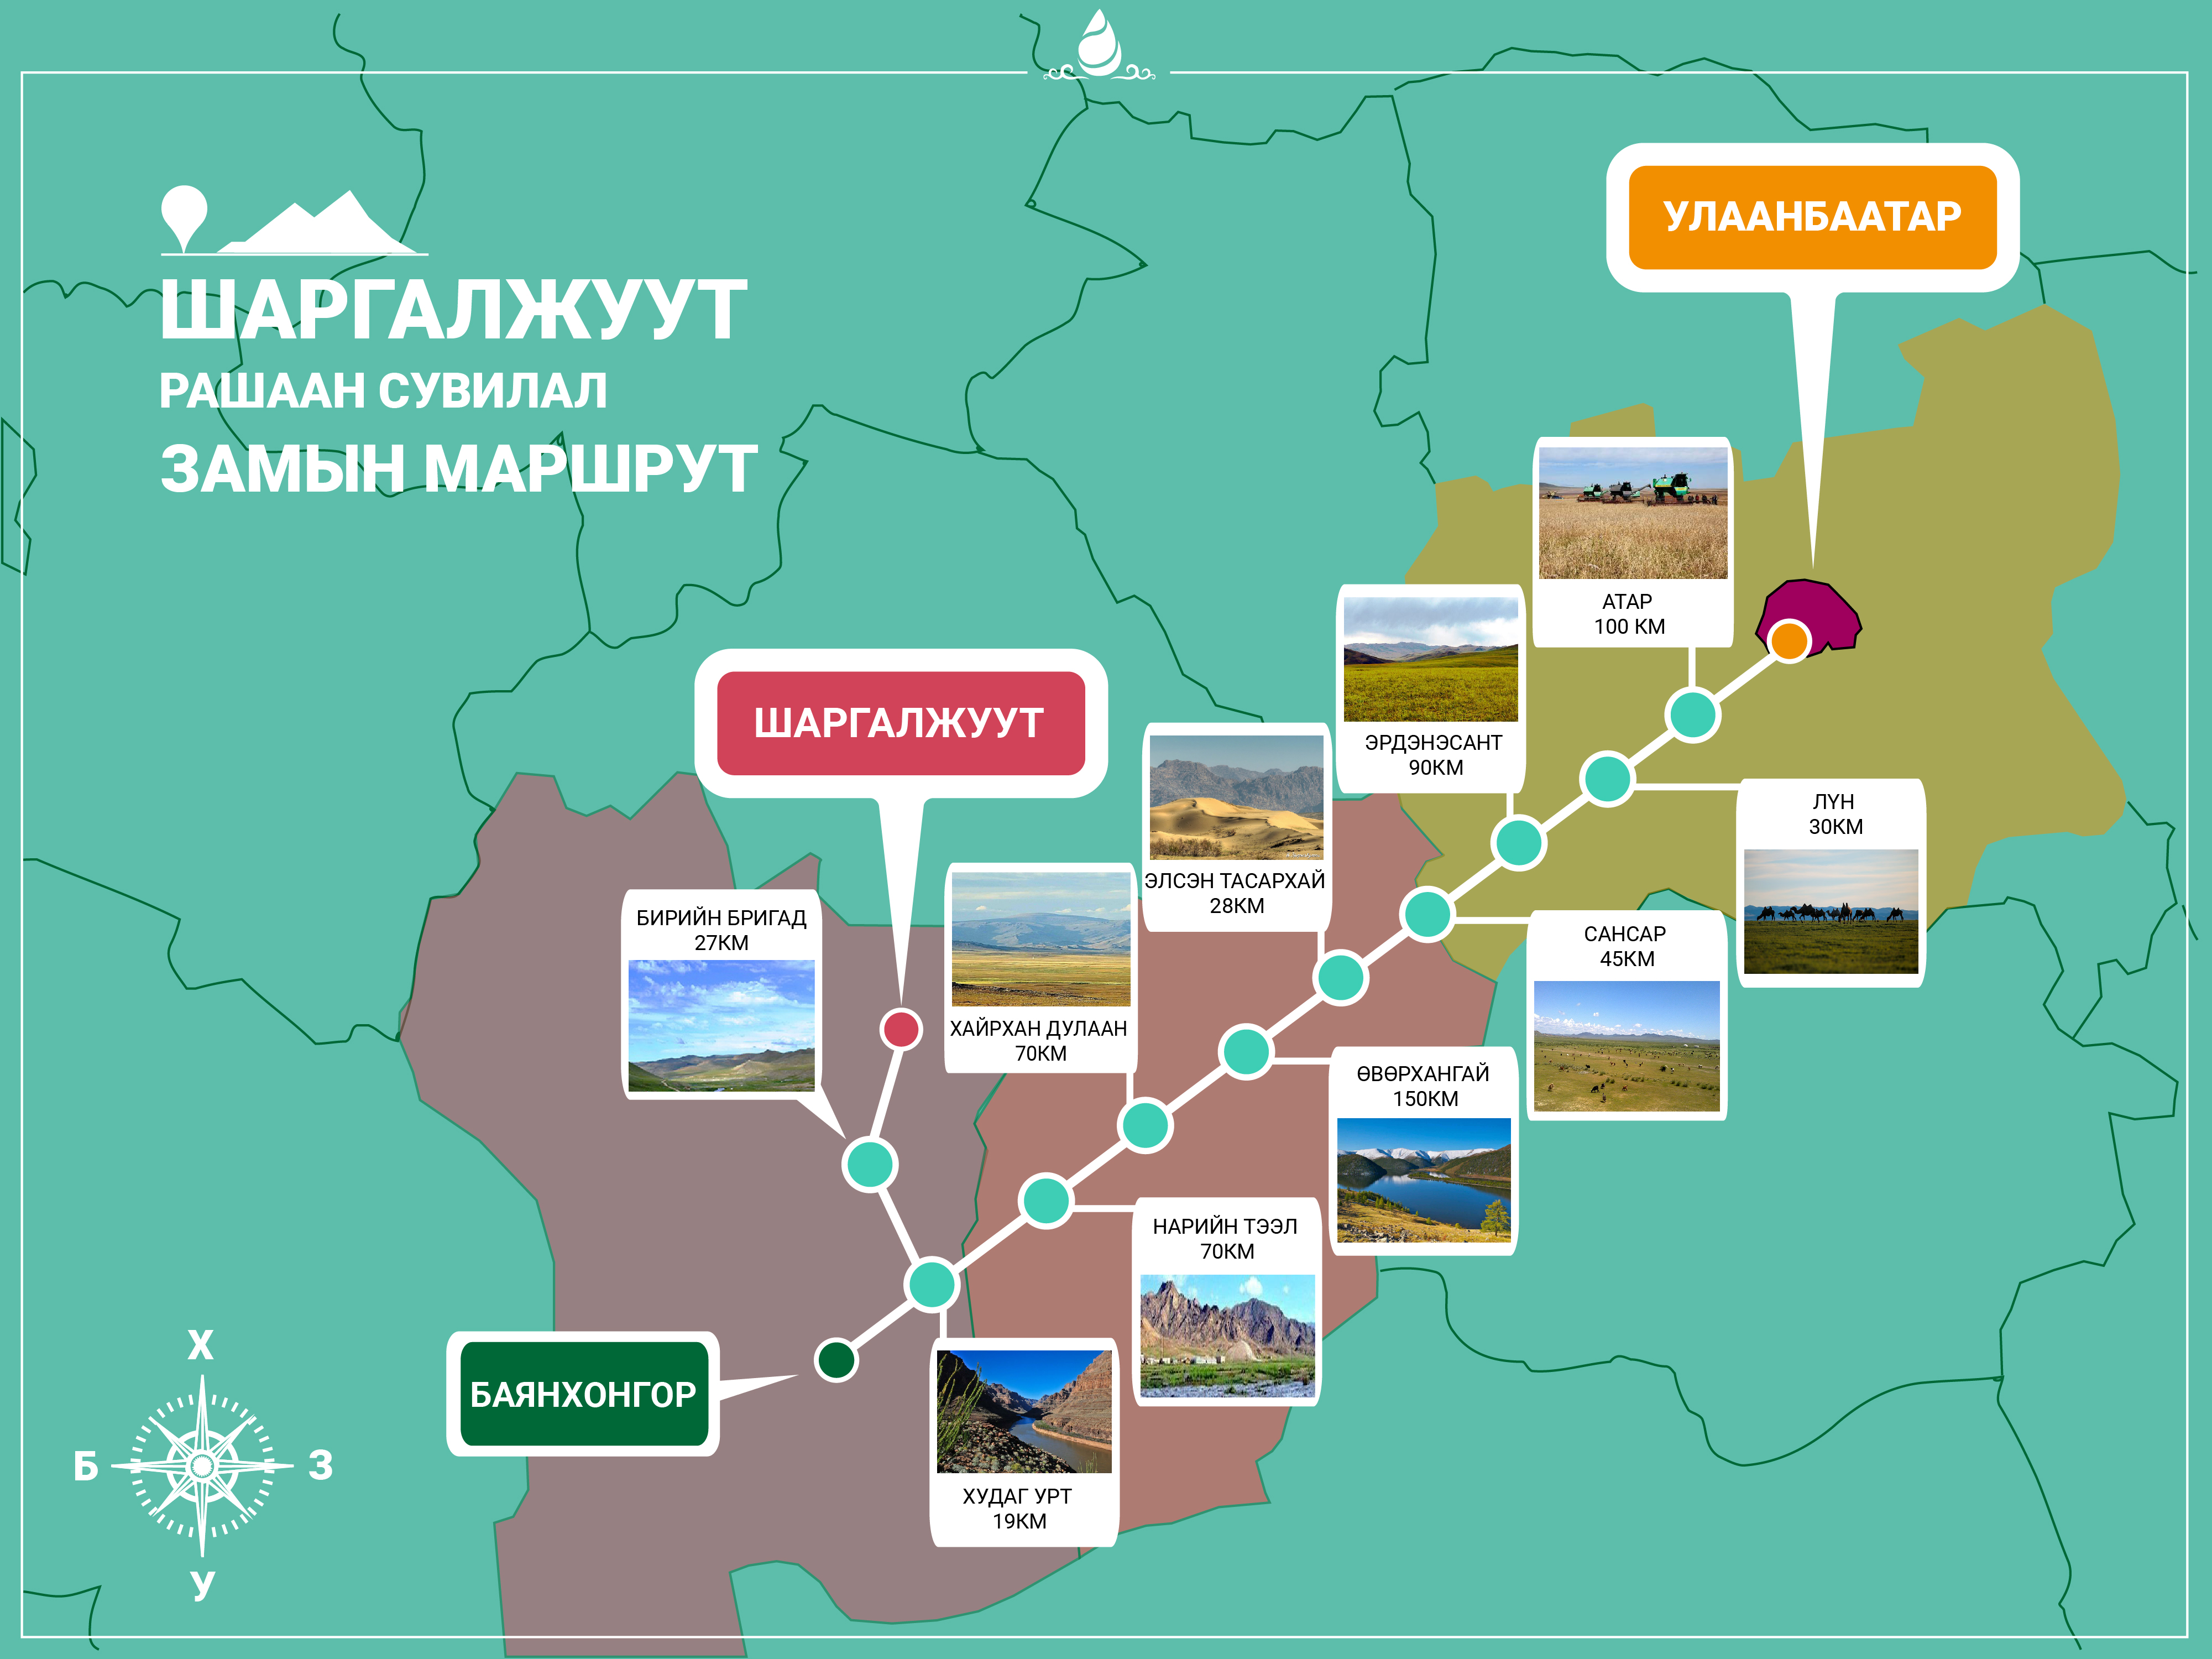 ШАРГАЛЖУУТ
РАШААН СУВИЛАЛ
ЗАМЫН МАРШРУТ
УЛААНБААТАР
АТАР
100 КМ
ЭРДЭНЭСАНТ
90КМ
ШАРГАЛЖУУТ
ЛҮН
30КМ
ЭЛСЭН ТАСАРХАЙ
28КМ
БИРИЙН БРИГАД
27КМ
САНСАР
45КМ
ХАЙРХАН ДУЛААН
70КМ
ӨВӨРХАНГАЙ
150КМ
НАРИЙН ТЭЭЛ
70КМ
БАЯНХОНГОР
ХУДАГ УРТ
19КМ
Х
Б
З
У